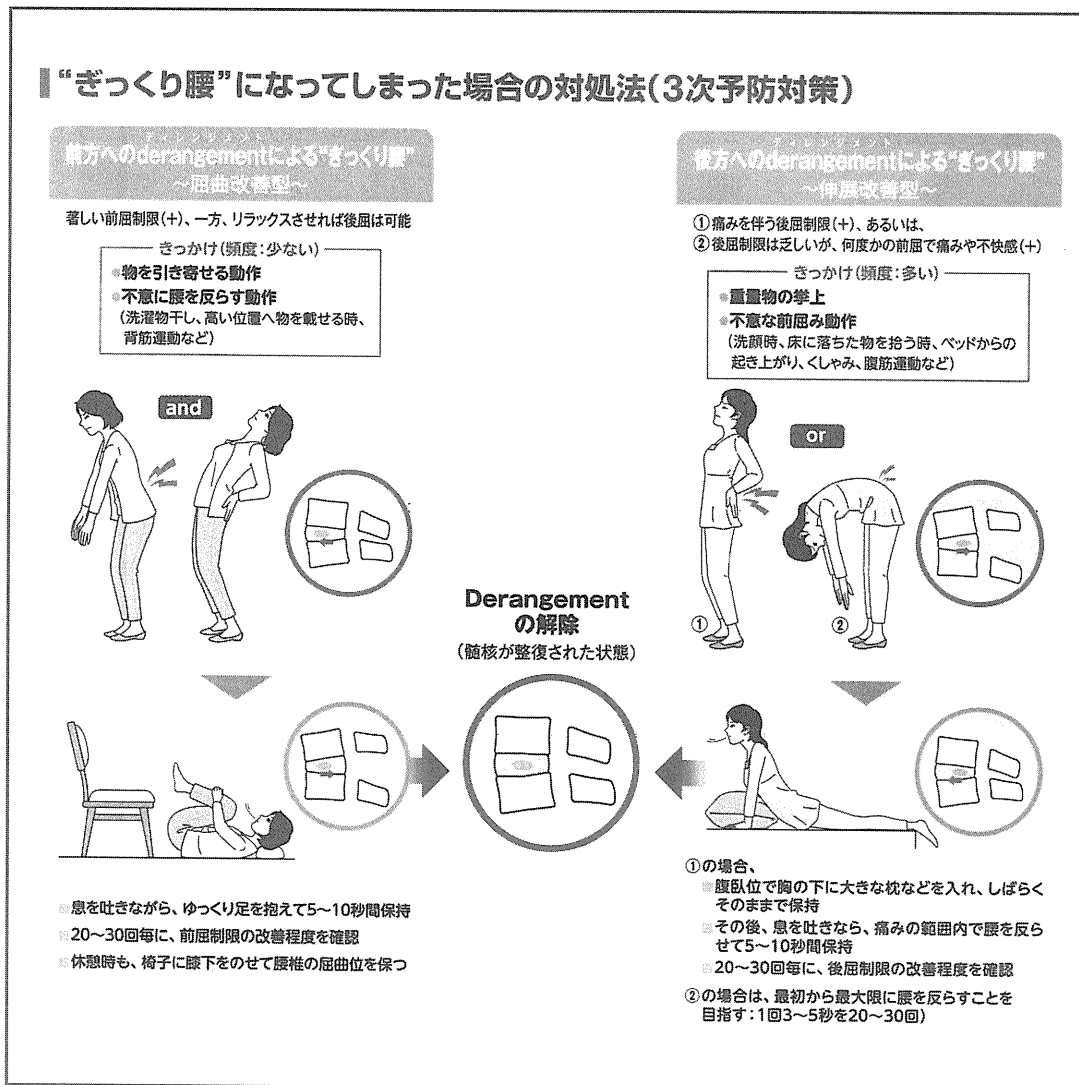 “ぎっくり腰”になってしまった場合の対処法(3次予防対策)
ディレンジメント
前方へのderangementによる“ぎっくり腰”
～屈曲改善型～
著しい前屈制限(+)、一方、リラックスさせれば後屈は可能
きっかけ(頻度:少ない)
●物を引き寄せる動作
●不意に腰を反らす動作
(洗濯物干し、高い位置へ物を載せる時、
背筋運動など)
and
息を吐きながら、ゆっくり足を抱えて5～10秒間保持
20～30回毎に、前屈制限の改善程度を確認
休憩時も、椅子に膝下をのせて腰椎の屈曲位を保つ
Derangement
の解除
(髄核が整復された状態)
ディレンジメント
後方へのderangementによる“ぎっくり腰”
～伸展改善型～
①痛みを伴う後屈制限(+)、あるいは、
②後屈制限は乏しいが、何度かの前屈で痛みや不快感(+)
きっかけ(頻度:多い)
●重量物の挙上
●不意な前屈み動作
(洗顔時、床に落ちた物を拾う時、ベッドからの
起き上がり、くしゃみ、腹筋運動など)
or
①
②
①の場合、
腹臥位で胸の下に大きな枕などを入れ、しばらく
そのままで保持
その後、息を吐きなら、痛みの範囲内で腰を反ら
せて5～10秒間保持
20～30回毎に、後屈制限の改善程度を確認
②の場合は、最初から最大限に腰を反らすことを
目指す:1回3～5秒を20～30回)